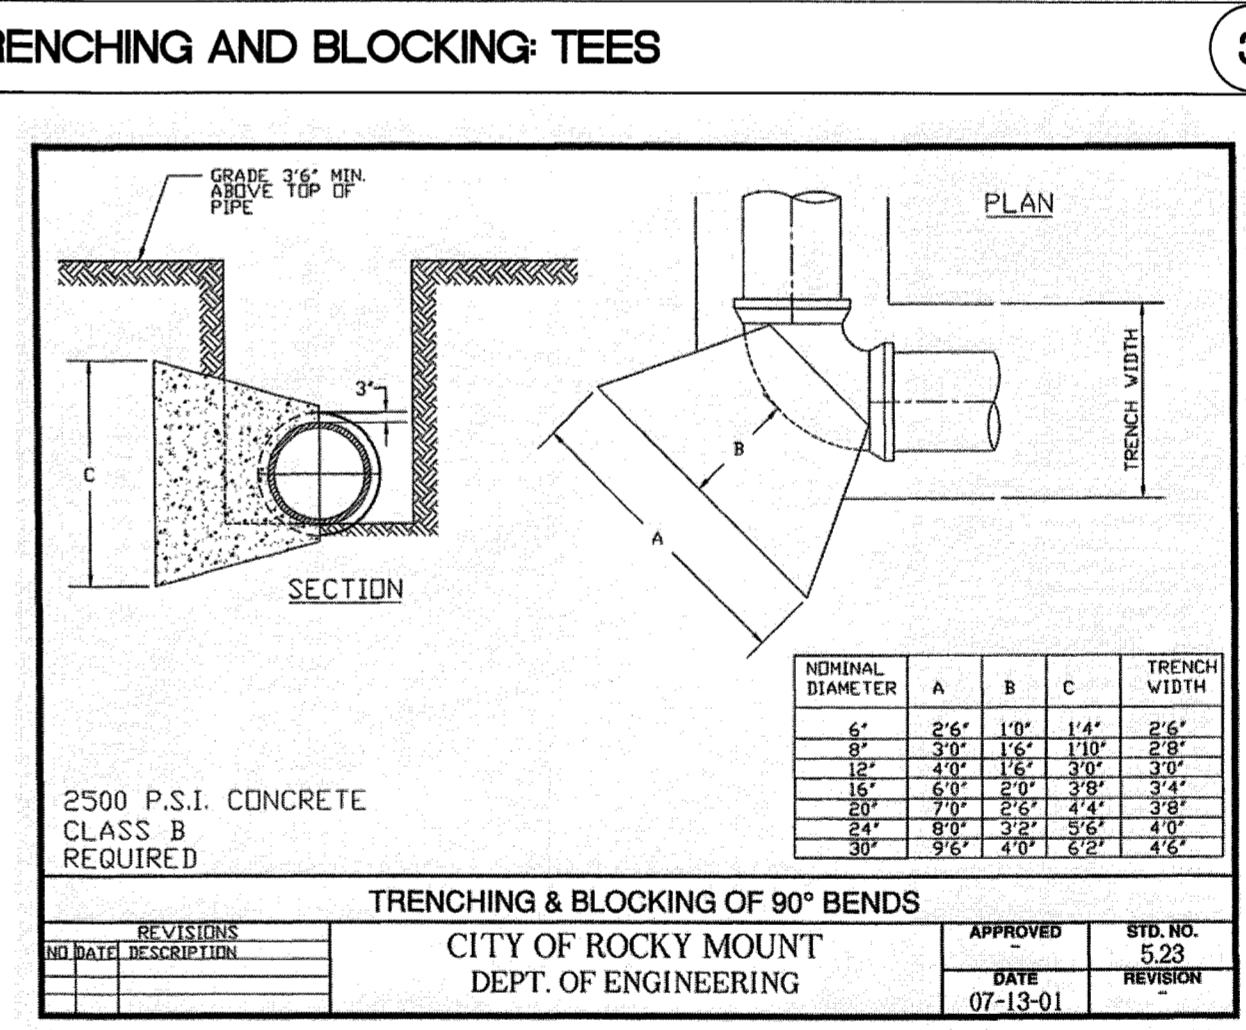 AND BLOCKING: TEES
GRADE 3'6" MIN.
ABOVE TOP OF
PIPE
PLAN
3"
C
B
A
TRENCH WIDTH
SECTION
NOMINAL DIAMETER A B C TRENCH WIDTH
6" 2'6" 1'0" 1'4" 2'6"
8" 3'0" 1'6" 1'10" 2'8"
12" 4'0" 1'6" 3'0" 3'0"
16" 6'0" 2'0" 3'8" 3'4"
20" 7'0" 2'6" 4'4" 3'8"
24" 8'0" 3'2" 5'6" 4'0"
30" 9'6" 4'0" 6'2" 4'6"
2500 P.S.I. CONCRETE
CLASS B
REQUIRED
TRENCHING & BLOCKING OF 90° BENDS
REVISIONS
NO DATE DESCRIPTION
CITY OF ROCKY MOUNT
DEPT. OF ENGINEERING
APPROVED
-
STD. NO.
5.23
DATE
07-13-01
REVISION
--